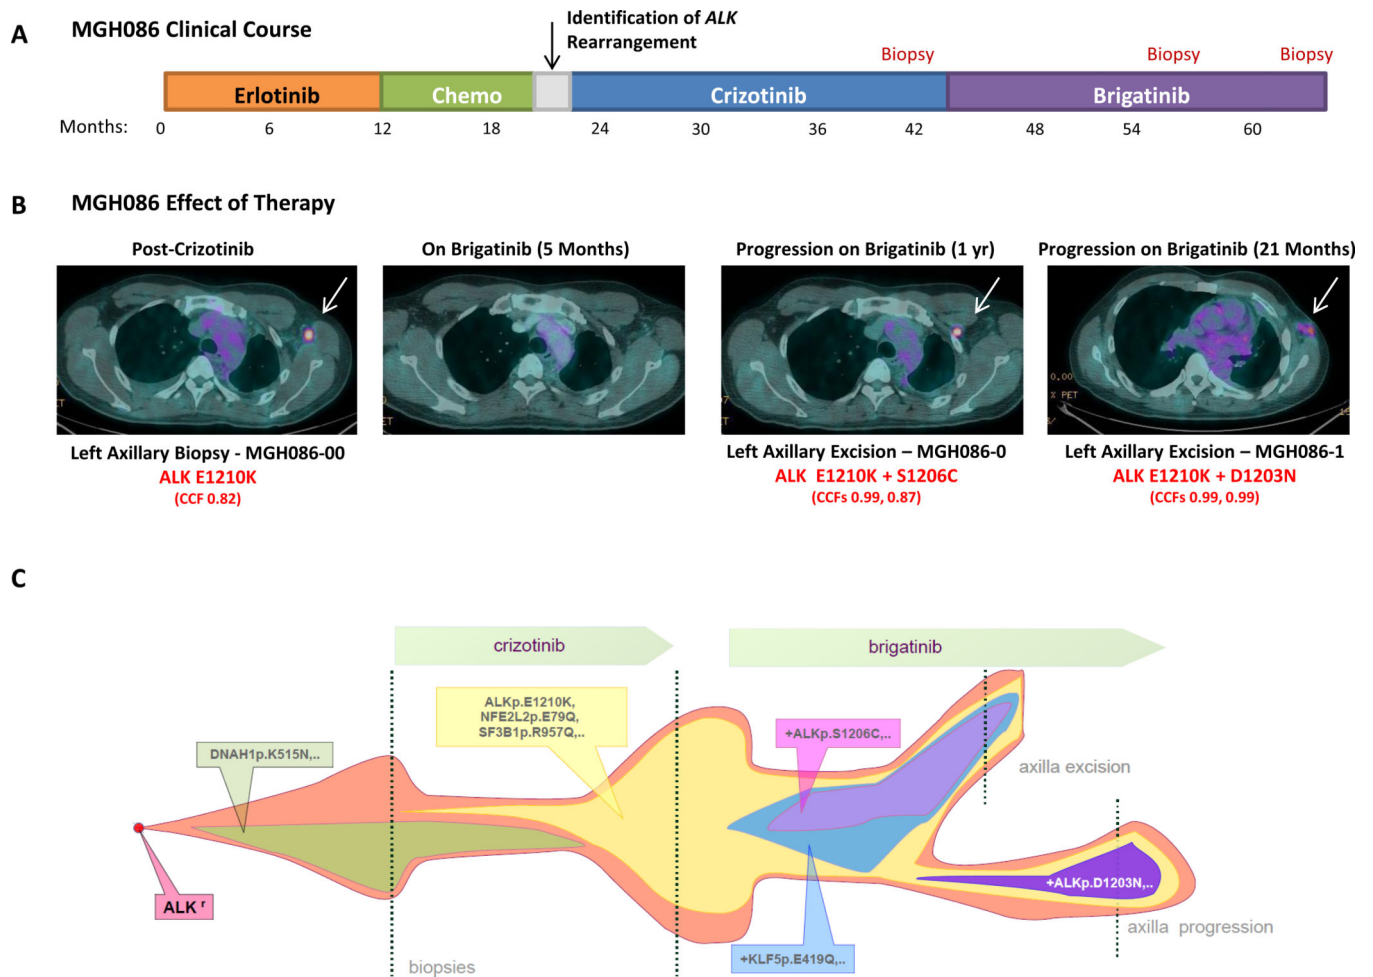 A
MGH086 Clinical Course
Identification of ALK
Rearrangement
Biopsy
Biopsy
Biopsy
Erlotinib
Chemo
Crizotinib
Brigatinib
Months:
0
6
12
18
24
30
36
42
48
54
60
B
MGH086 Effect of Therapy
Post-Crizotinib
On Brigatinib (5 Months)
Progression on Brigatinib (1 yr)
Progression on Brigatinib (21 Months)
0.00
% PET
Left Axillary Biopsy - MGH086-00
ALK E1210K
(CCF 0.82)
Left Axillary Excision – MGH086-0
ALK E1210K + S1206C
(CCFs 0.99, 0.87)
Left Axillary Excision – MGH086-1
ALK E1210K + D1203N
(CCFs 0.99, 0.99)
C
crizotinib
brigatinib
ALKp.E1210K,
NFE2L2p.E79Q,
SF3B1p.R957Q,..
DNAH1p.K515N,..
+ALKp.S1206C,..
axilla excision
ALK r
+ALKp.D1203N,..
axilla progression
+KLF5p.E419Q,..
biopsies